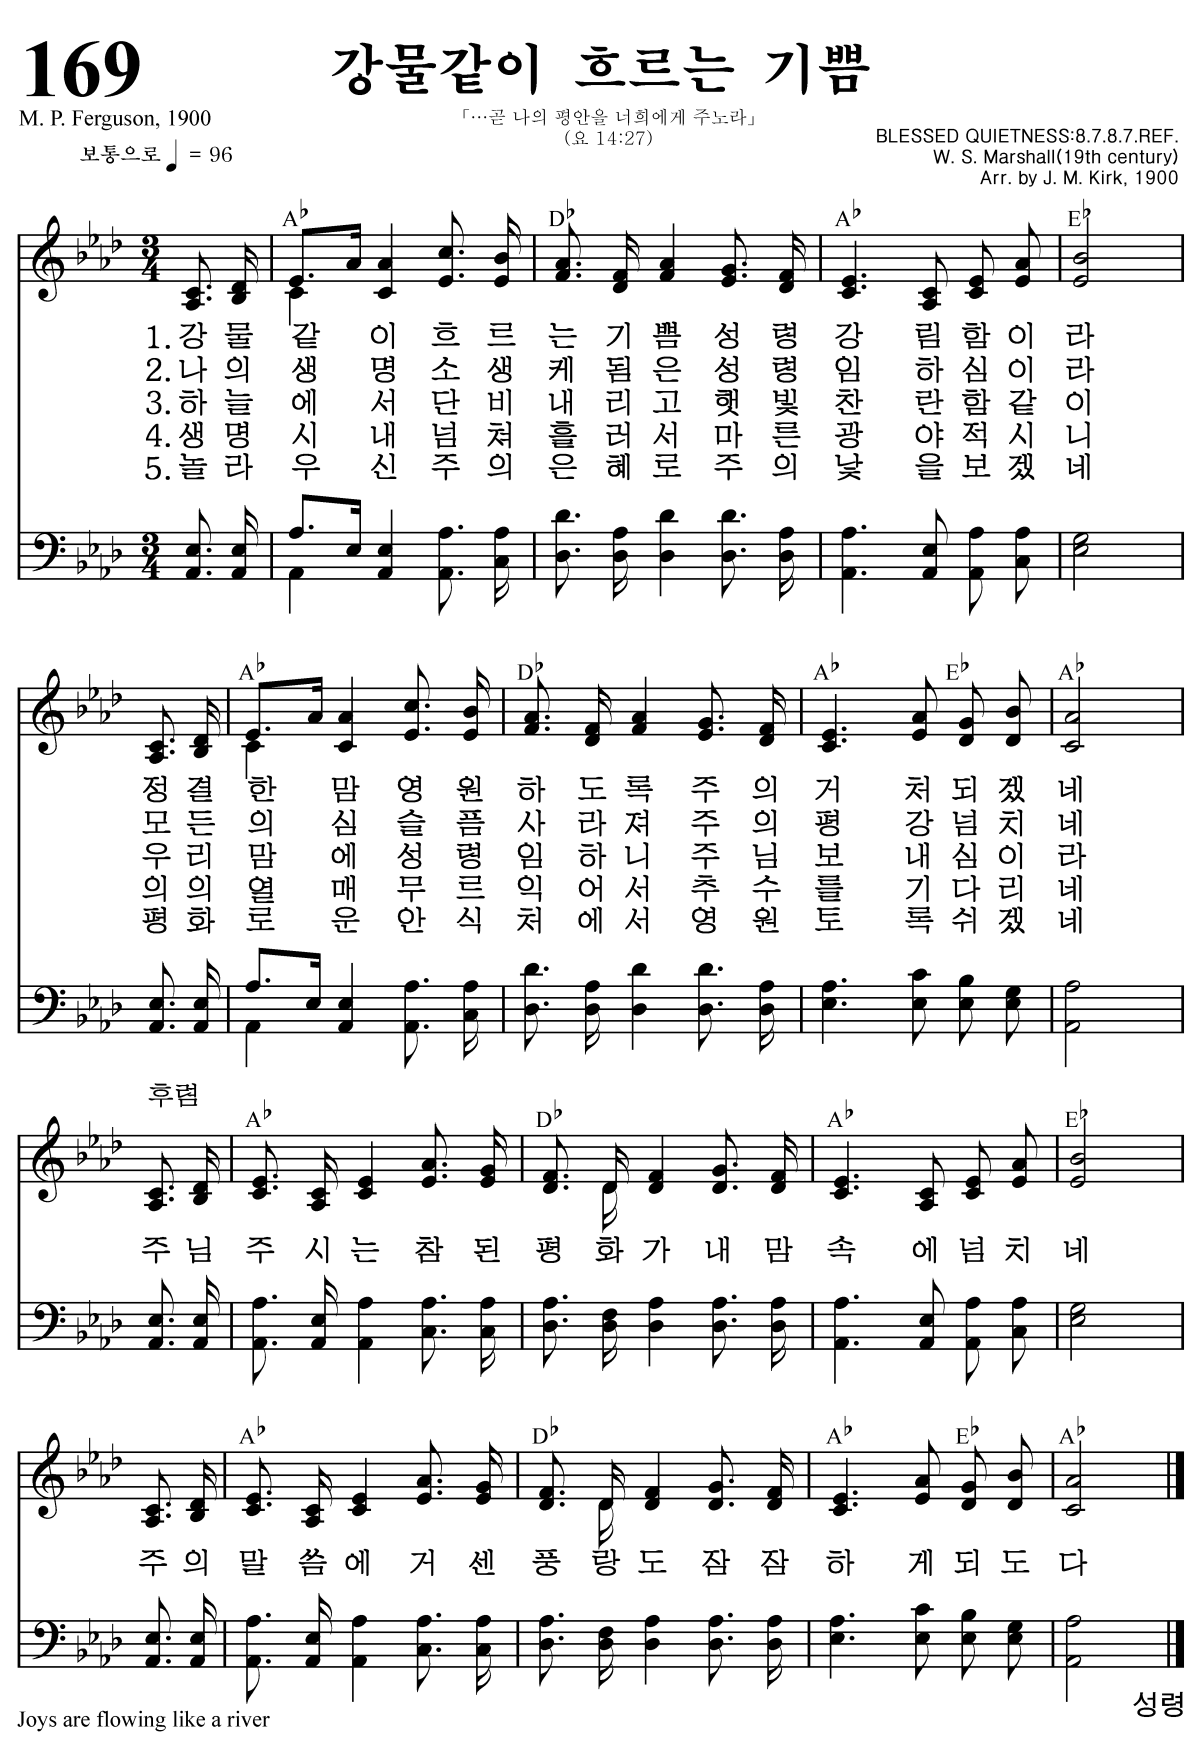 169
강물같이 흐르는 기쁨
M. P. Ferguson, 1900
「…곧 나의 평안을 너희에게 주노라」
(요 14:27)
BLESSED QUIETNESS:8.7.8.7.REF.
W. S. Marshall(19th century)
Arr. by J. M. Kirk, 1900
보통으로 ♩ = 96
A♭ D♭ A♭ E♭
3/4
1. 강 물 같 이 흐 르 는 기 쁨 성 령 강 림 함 이 라
2. 나 의 생 명 소 생 케 됨 은 성 령 임 하 심 이 라
3. 하 늘 에 서 단 비 내 리 고 햇 빛 찬 란 함 같 이
4. 생 명 시 내 넘 쳐 흘 러 서 마 른 광 야 적 시 니
5. 놀 라 우 신 주 의 은 혜 로 주 의 낯 을 보 겠 네
3/4
A♭ D♭ A♭ E♭ A♭
정 결 한 맘 영 원 하 도 록 주 의 거 처 되 겠 네
모 든 의 심 슬 픔 사 라 져 주 의 평 강 넘 치 네
우 리 맘 에 성 령 임 하 니 주 님 보 내 심 이 라
의 의 열 매 무 르 익 어 서 추 수 를 기 다 리 네
평 화 로 운 안 식 처 에 서 영 원 토 록 쉬 겠 네
후렴
A♭ D♭ A♭ E♭
주 님 주 시 는 참 된 평 화 가 내 맘 속 에 넘 치 네
A♭ D♭ A♭ E♭ A♭
주 의 말 씀 에 거 센 풍 랑 도 잠 잠 하 게 되 도 다
성령
Joys are flowing like a river